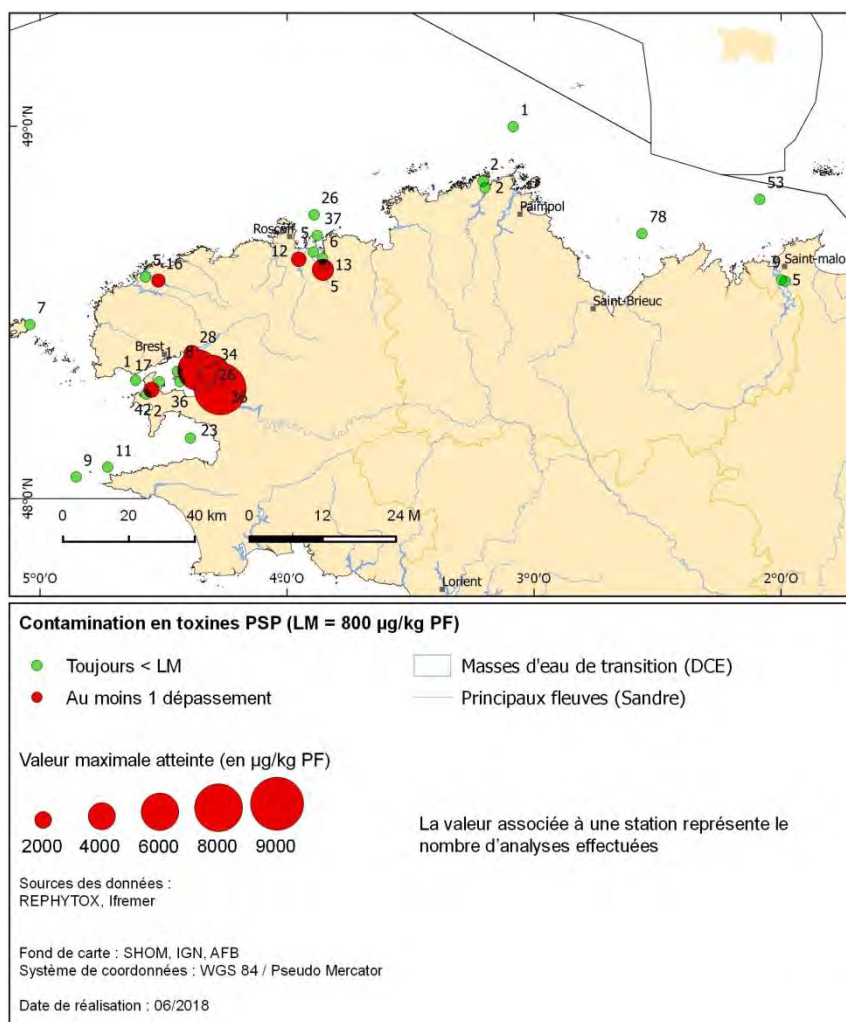 1
49°0'N
2
2
53
26
Paimpol
37
78
Roscoff
5
6
12
13
9
Saint-malo
5
5
5
16
7
Saint-Brieuc
28
Brest
34
1
17
26
36
36
42
2
23
11
9
48°0'N
0 20 40 km
0 12 24 M
5°0'O
4°0'O
3°0'O
2°0'O
Lorient
Contamination en toxines PSP (LM = 800 µg/kg PF)
Toujours < LM
Masses d'eau de transition (DCE)
Au moins 1 dépassement
Principaux fleuves (Sandre)
Valeur maximale atteinte (en µg/kg PF)
2000 4000 6000 8000 9000
La valeur associée à une station représente le
nombre d'analyses effectuées
Sources des données :
REPHYTOX, Ifremer
Fond de carte : SHOM, IGN, AFB
Système de coordonnées : WGS 84 / Pseudo Mercator
Date de réalisation : 06/2018